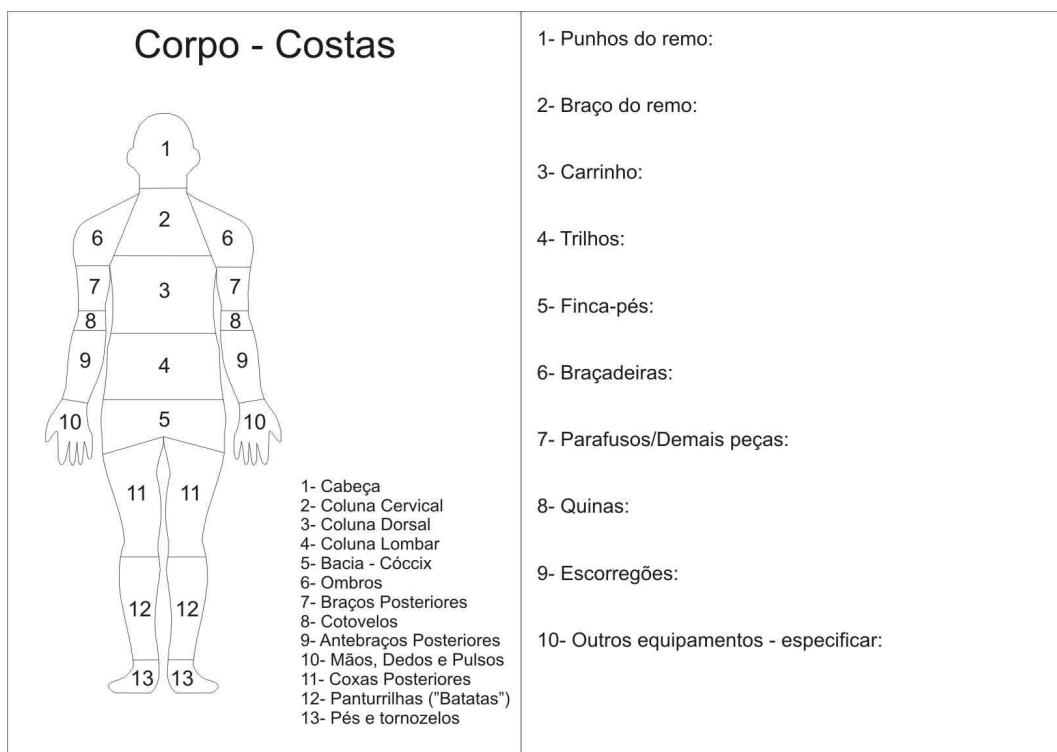 Corpo - Costas
1
2
6
6
3
7
7
8
8
4
9
9
5
10
10
11
11
12
12
13
13
1- Cabeça
2- Coluna Cervical
3- Coluna Dorsal
4- Coluna Lombar
5- Bacia - Cóccix
6- Ombros
7- Braços Posteriores
8- Cotovelos
9- Antebraços Posteriores
10- Mãos, Dedos e Pulsos
11- Coxas Posteriores
12- Panturrilhas ("Batatas")
13- Pés e tornozelos
1- Punhos do remo:
2- Braço do remo:
3- Carrinho:
4- Trilhos:
5- Finca-pés:
6- Braçadeiras:
7- Parafusos/Demais peças:
8- Quinas:
9- Escorregões:
10- Outros equipamentos - especificar: